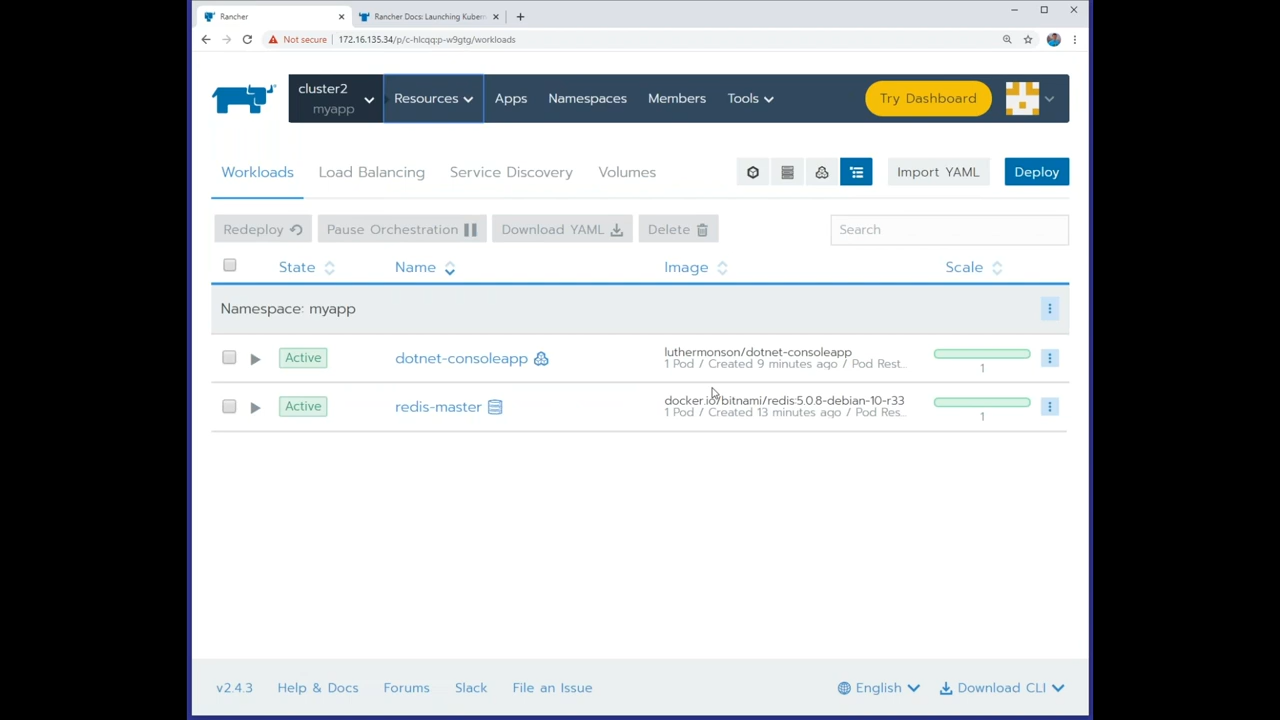 Rancher
Rancher Docs: Launching Kubern
Not secure
172.16.135.34/p/c-hlcqq:p-w9gtg/workloads
cluster2
myapp
Resources
Apps
Namespaces
Members
Tools
Try Dashboard
Workloads
Load Balancing
Service Discovery
Volumes
Import YAML
Deploy
Redeploy
Pause Orchestration
Download YAML
Delete
Search
State
Name
Image
Scale
Namespace: myapp
Active
dotnet-consoleapp
luthermonson/dotnet-consoleapp
1 Pod / Created 9 minutes ago / Pod Rest...
1
Active
redis-master
docker.io/bitnami/redis:5.0.8-debian-10-r33
1 Pod / Created 13 minutes ago / Pod Res...
1
v2.4.3
Help & Docs
Forums
Slack
File an Issue
English
Download CLI